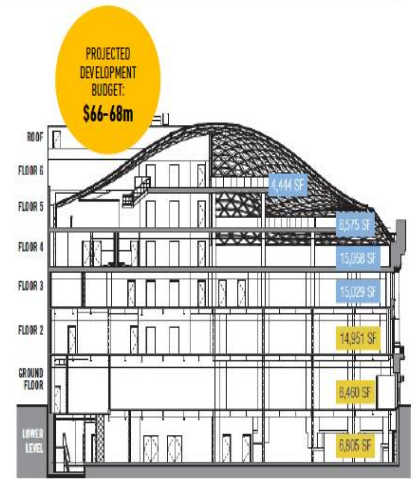 PROJECTED
DEVELOPMENT
BUDGET:
$66-68m
ROOF
FLOOR 6
4,444 SF
FLOOR 5
8,575 SF
FLOOR 4
15,058 SF
FLOOR 3
15,029 SF
FLOOR 2
14,951 SF
GROUND
FLOOR
8,460 SF
LOWER
LEVEL
6,805 SF